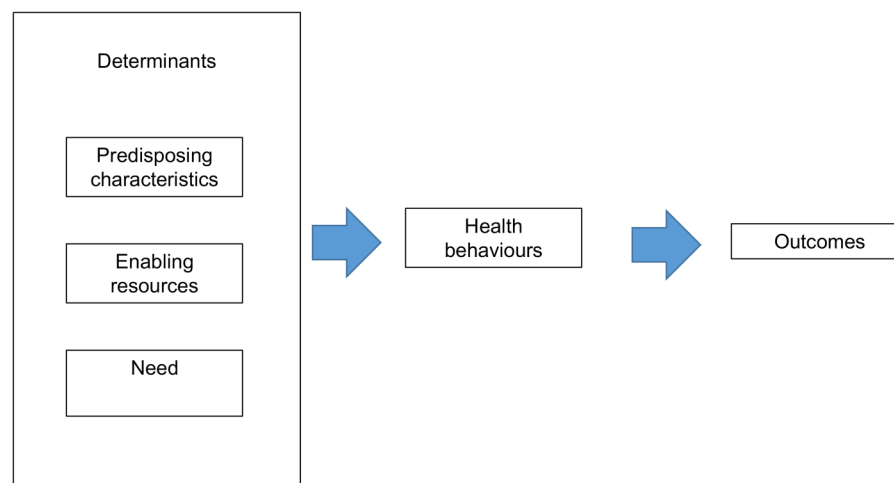 Determinants
Predisposing
characteristics
Enabling
resources
Need
Health
behaviours
Outcomes